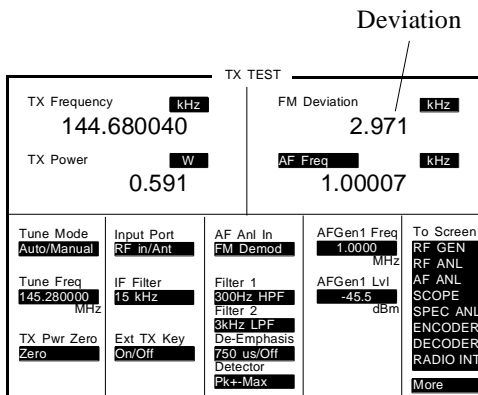 Deviation
TX TEST
TX Frequency kHz
144.680040
FM Deviation kHz
2.971
TX Power W
0.591
AF Freq kHz
1.00007
Tune Mode
Auto/Manual
Tune Freq
145.280000
MHz
TX Pwr Zero
Zero
Input Port
RF in/Ant
IF Filter
15 kHz
Ext TX Key
On/Off
AF Anl In
FM Demod
Filter 1
300Hz HPF
Filter 2
3kHz LPF
De-Emphasis
750 us/Off
Detector
Pk+-Max
AFGen1 Freq
1.0000
MHz
AFGen1 Lvl
-45.5
dBm
To Screen
RF GEN
RF ANL
AF ANL
SCOPE
SPEC ANL
ENCODER
DECODER
RADIO INT
More